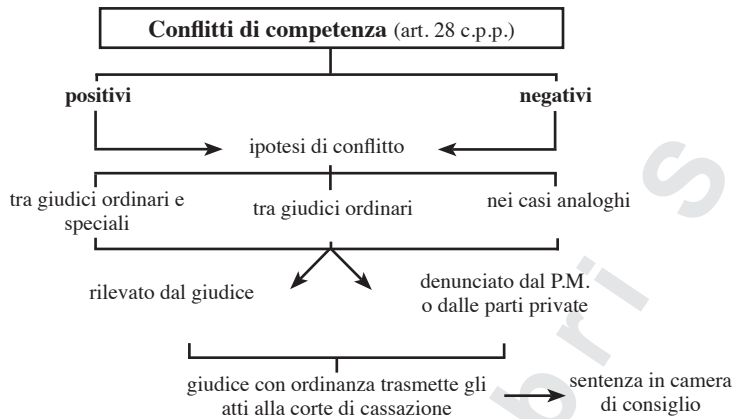 Conflitti di competenza (art. 28 c.p.p.)
positivi
negativi
ipotesi di conflitto
tra giudici ordinari e
speciali
tra giudici ordinari
nei casi analoghi
rilevato dal giudice
denunciato dal P.M.
o dalle parti private
giudice con ordinanza trasmette gli
atti alla corte di cassazione
sentenza in camera
di consiglio
b r i S